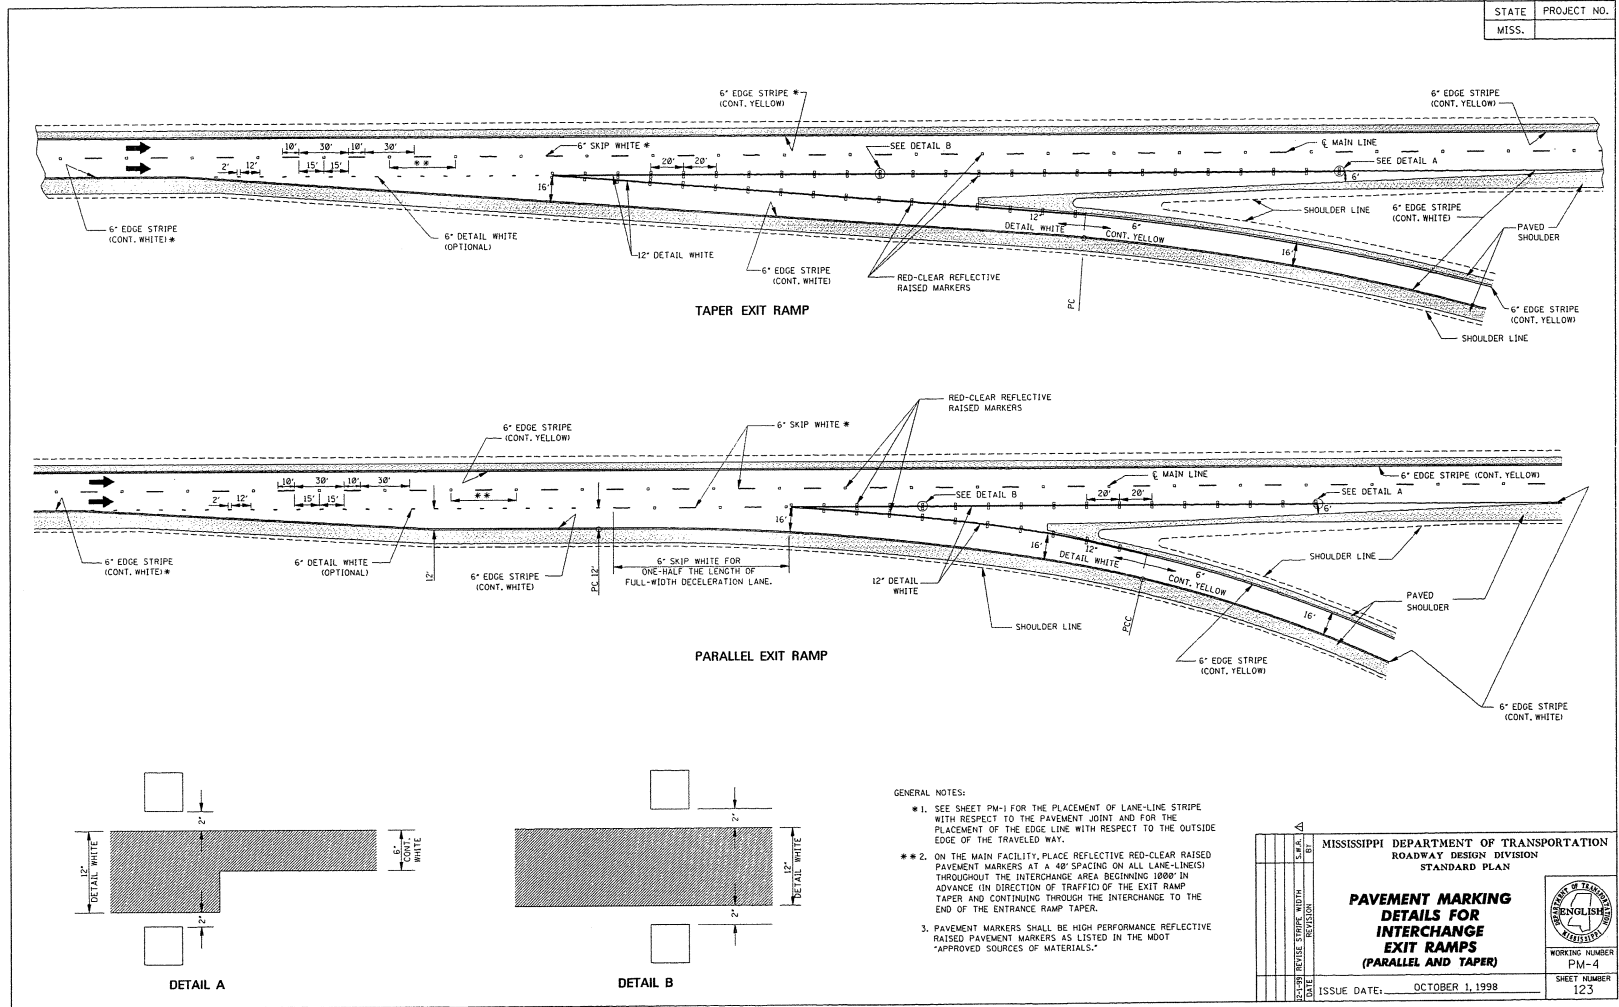 STATE PROJECT NO.
MISS.
6" EDGE STRIPE *
(CONT. YELLOW)
6" EDGE STRIPE
(CONT. YELLOW)
10' 30' 10' 30'
6" SKIP WHITE *
SEE DETAIL B
℄ MAIN LINE
SEE DETAIL A
2' 12' 15' 15' * *
20' 20'
6'
16'
6" EDGE STRIPE
(CONT. WHITE) *
6" DETAIL WHITE
(OPTIONAL)
12" DETAIL WHITE
6" EDGE STRIPE
(CONT. WHITE)
RED-CLEAR REFLECTIVE
RAISED MARKERS
12"
DETAIL WHITE
6"
CONT. YELLOW
PC
16'
SHOULDER LINE
6" EDGE STRIPE
(CONT. WHITE)
PAVED
SHOULDER
6" EDGE STRIPE
(CONT. YELLOW)
SHOULDER LINE
TAPER EXIT RAMP
RED-CLEAR REFLECTIVE
RAISED MARKERS
6" EDGE STRIPE
(CONT. YELLOW)
6" SKIP WHITE *
℄ MAIN LINE
6" EDGE STRIPE (CONT. YELLOW)
10' 30' 10' 30'
2' 12' 15' 15' * *
SEE DETAIL B
20' 20'
SEE DETAIL A
6'
16'
6" EDGE STRIPE
(CONT. WHITE) *
6" DETAIL WHITE
(OPTIONAL)
12'
6" EDGE STRIPE
(CONT. WHITE)
PC 12'
6" SKIP WHITE FOR
ONE-HALF THE LENGTH OF
FULL-WIDTH DECELERATION LANE.
12" DETAIL
WHITE
16'
12"
DETAIL WHITE
6"
CONT. YELLOW
PCC
SHOULDER LINE
SHOULDER LINE
16'
PAVED
SHOULDER
6" EDGE STRIPE
(CONT. YELLOW)
6" EDGE STRIPE
(CONT. WHITE)
PARALLEL EXIT RAMP
2"
12"
DETAIL WHITE
6"
CONT.
WHITE
2"
DETAIL A
2"
12"
DETAIL WHITE
2"
DETAIL B
GENERAL NOTES:
* 1. SEE SHEET PM-1 FOR THE PLACEMENT OF LANE-LINE STRIPE
WITH RESPECT TO THE PAVEMENT JOINT AND FOR THE
PLACEMENT OF THE EDGE LINE WITH RESPECT TO THE OUTSIDE
EDGE OF THE TRAVELED WAY.
* * 2. ON THE MAIN FACILITY, PLACE REFLECTIVE RED-CLEAR RAISED
PAVEMENT MARKERS AT A 40' SPACING ON ALL LANE-LINE(S)
THROUGHOUT THE INTERCHANGE AREA BEGINNING 1000' IN
ADVANCE (IN DIRECTION OF TRAFFIC) OF THE EXIT RAMP
TAPER AND CONTINUING THROUGH THE INTERCHANGE TO THE
END OF THE ENTRANCE RAMP TAPER.
3. PAVEMENT MARKERS SHALL BE HIGH PERFORMANCE REFLECTIVE
RAISED PAVEMENT MARKERS AS LISTED IN THE MDOT
"APPROVED SOURCES OF MATERIALS."
12-1-99 REVISE STRIPE WIDTH S.W.R.
DATE REVISION BY
MISSISSIPPI DEPARTMENT OF TRANSPORTATION
ROADWAY DESIGN DIVISION
STANDARD PLAN
PAVEMENT MARKING
DETAILS FOR
INTERCHANGE
EXIT RAMPS
(PARALLEL AND TAPER)
DEPARTMENT OF TRANSPORTATION
ENGLISH
MISSISSIPPI
WORKING NUMBER
PM-4
SHEET NUMBER
123
ISSUE DATE: OCTOBER 1, 1998